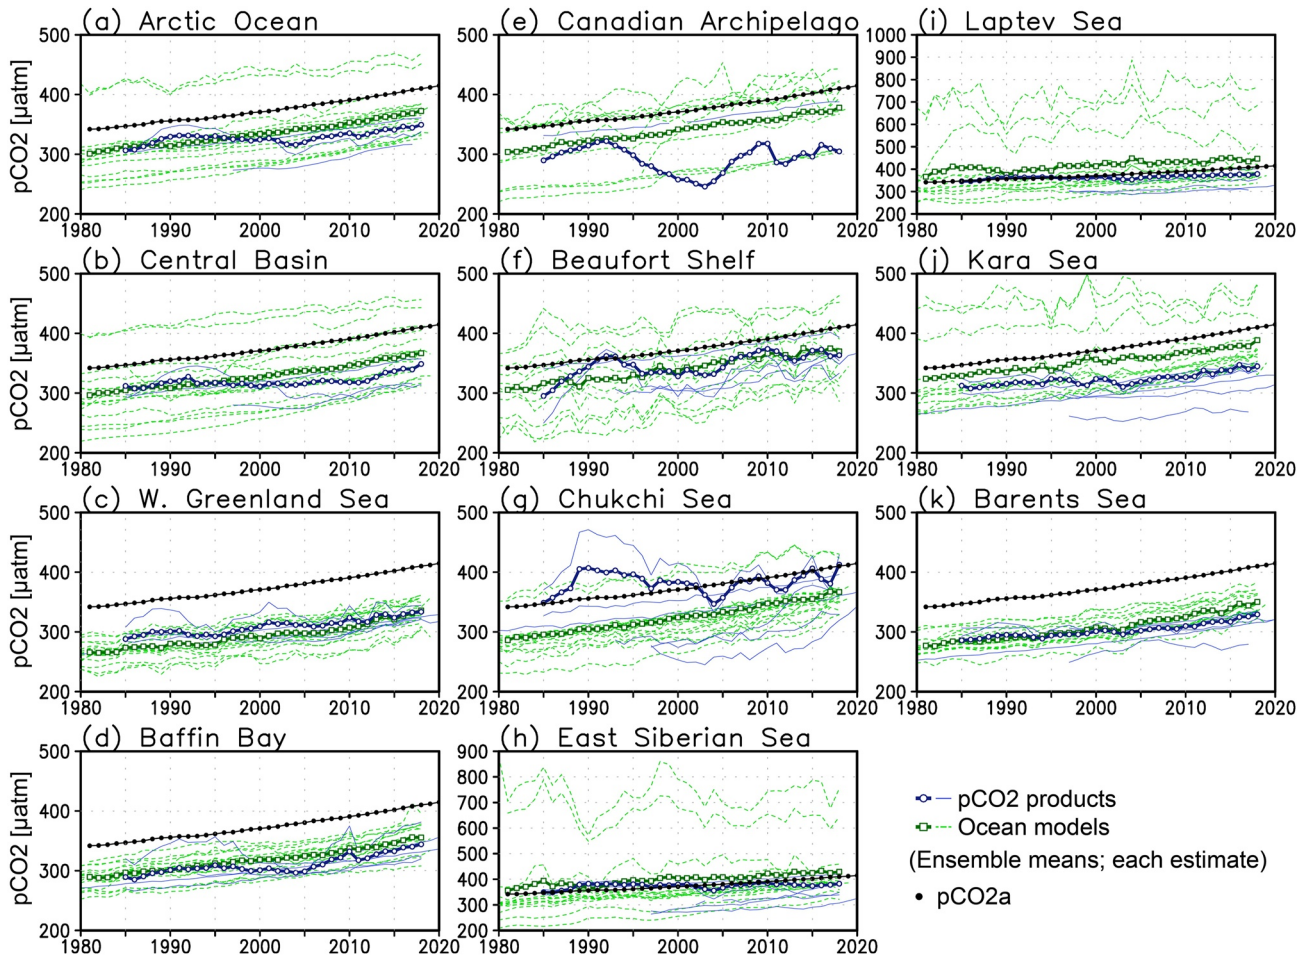 (a) Arctic Ocean
500
400
300
200
pCO2 [µatm]
1980 1990 2000 2010 2020
(b) Central Basin
500
400
300
200
pCO2 [µatm]
1980 1990 2000 2010 2020
(c) W. Greenland Sea
500
400
300
200
pCO2 [µatm]
1980 1990 2000 2010 2020
(d) Baffin Bay
500
400
300
200
pCO2 [µatm]
1980 1990 2000 2010 2020
(e) Canadian Archipelago
500
400
300
200
1980 1990 2000 2010 2020
(f) Beaufort Shelf
500
400
300
200
1980 1990 2000 2010 2020
(g) Chukchi Sea
500
400
300
200
1980 1990 2000 2010 2020
(h) East Siberian Sea
900
800
700
600
500
400
300
200
1980 1990 2000 2010 2020
(i) Laptev Sea
1000
900
800
700
600
500
400
300
200
1980 1990 2000 2010 2020
(j) Kara Sea
500
400
300
200
1980 1990 2000 2010 2020
(k) Barents Sea
500
400
300
200
1980 1990 2000 2010 2020
pCO2 products
Ocean models
(Ensemble means; each estimate)
pCO2a